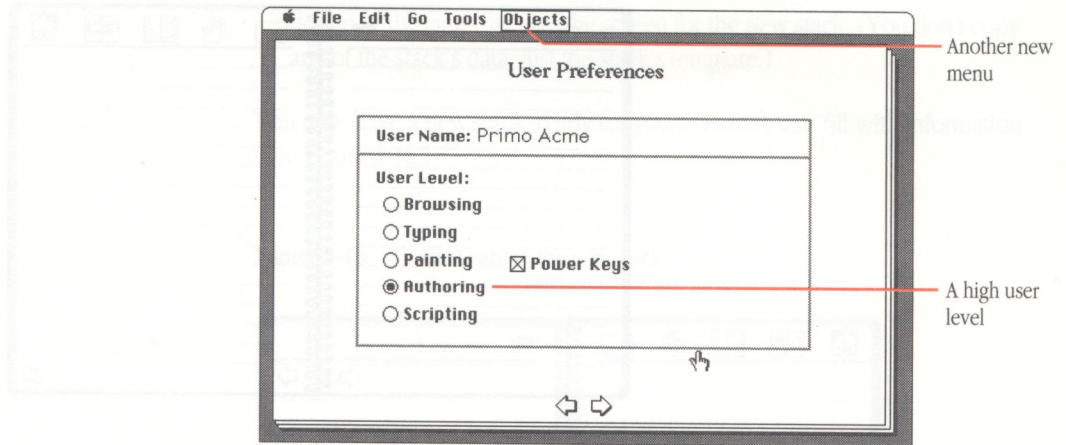 File Edit Go Tools Objects
Another new
menu
User Preferences
User Name: Primo Acme
User Level:
Browsing
Typing
Painting
Power Keys
Authoring
A high user
level
Scripting